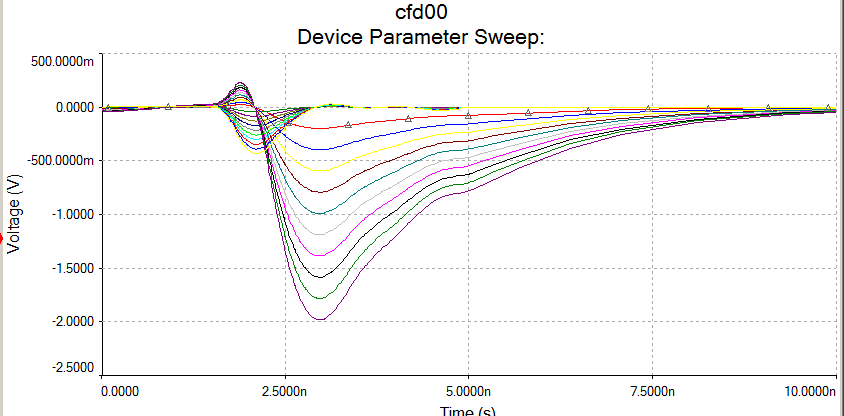 cfd00
Device Parameter Sweep:
500.0000m
0.0000
-500.0000m
-1.0000
-1.5000
-2.0000
-2.5000
Voltage (V)
0.0000 2.5000n 5.0000n 7.5000n 10.0000n
Time (s)